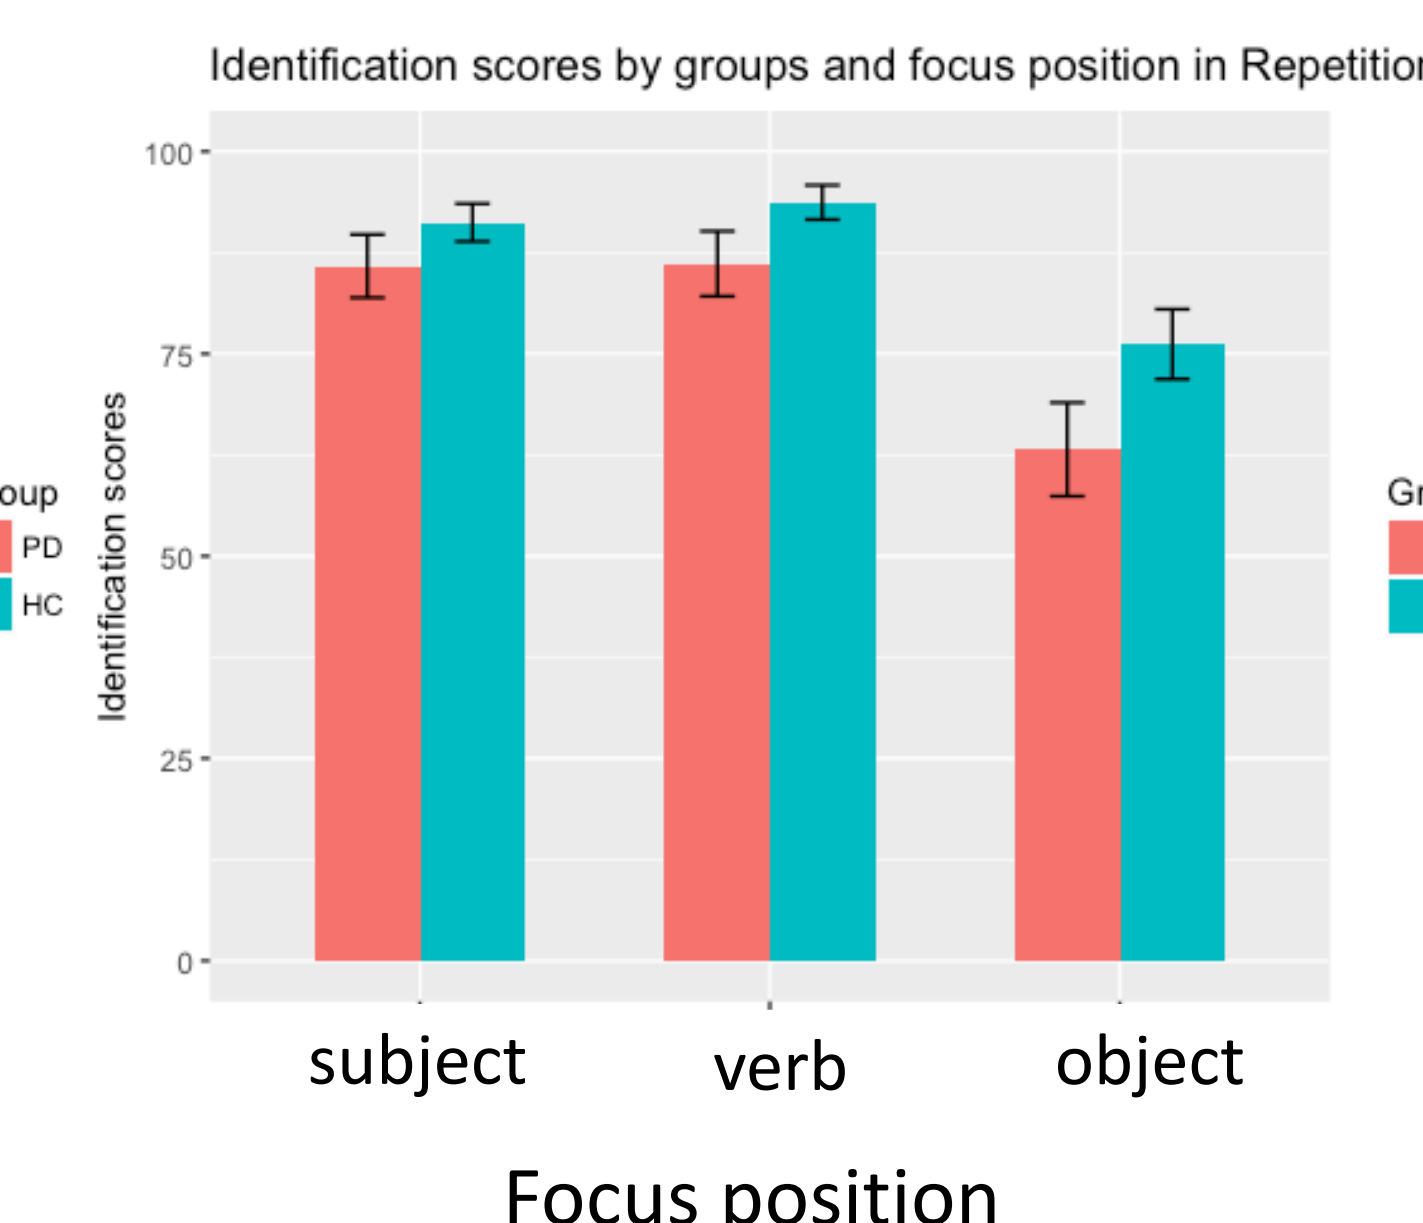 Identification scores by groups and focus position in Repetition
100
75
50
25
0
Identification scores
oup
PD
HC
Gr
subject
verb
object
Focus position